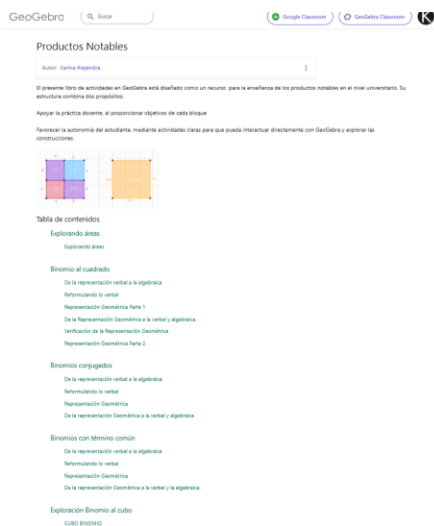 GeoGebra
Buscar
Google Classroom
GeoGebra Classroom
K
Productos Notables
Autor: Karina Alejandra
El presente libro de actividades en GeoGebra está diseñado como un recurso para la enseñanza de los productos notables en el nivel universitario. Su
estructura combina dos propósitos:
Apoyar la práctica docente, al proporcionar objetivos de cada bloque
Favorecer la autonomía del estudiante, mediante actividades claras para que pueda interactuar directamente con GeoGebra y explorar las
construcciones.
Tabla de contenidos
Explorando áreas
Explorando áreas
Binomio al cuadrado
De la representación verbal a la algebraica
Reformulando lo verbal
Representación Geométrica Parte 1
De la Representación Geométrica a la verbal y algebraica
Verificación de la Representación Geométrica
Representación Geométrica Parte 2
Binomios conjugados
De la representación verbal a la algebraica
Reformulando lo verbal
Representación Geométrica
De la Representación Geométrica a la verbal y algebraica
Binomios con término común
De la representación verbal a la algebraica
Reformulando lo verbal
Representación Geométrica
De la Representación Geométrica a la verbal y la algebraica.
Exploración Binomio al cubo
CUBO BINOMIO